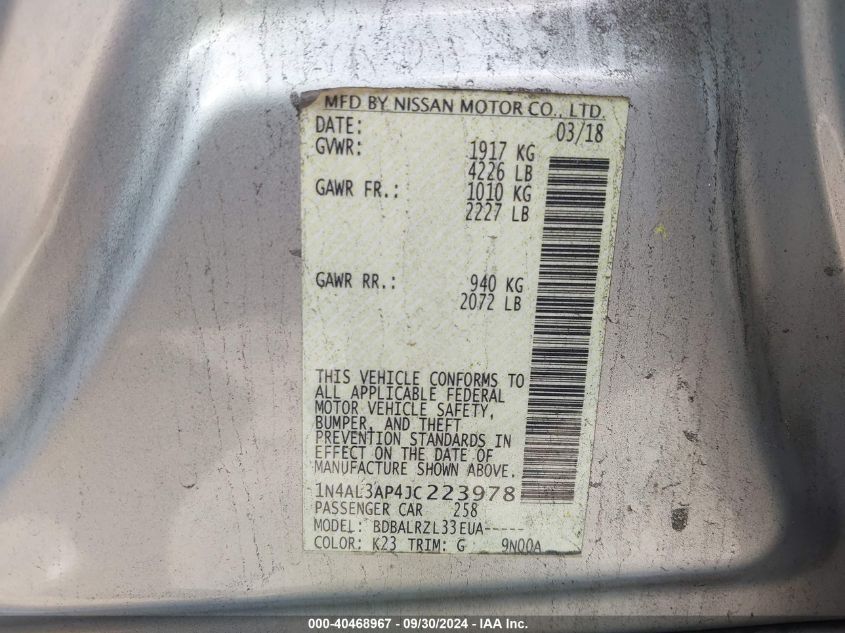 MFD BY NISSAN MOTOR CO., LTD.
DATE: 03/18
GVWR: 1917 KG
4226 LB
GAWR FR.: 1010 KG
2227 LB
GAWR RR.: 940 KG
2072 LB
THIS VEHICLE CONFORMS TO
ALL APPLICABLE FEDERAL
MOTOR VEHICLE SAFETY,
BUMPER, AND THEFT
PREVENTION STANDARDS IN
EFFECT ON THE DATE OF
MANUFACTURE SHOWN ABOVE.
1N4AL3AP4JC223978
PASSENGER CAR 258
MODEL: BDBALRZL33EUA-----
COLOR: K23 TRIM: G 9N00A
000-40468967 - 09/30/2024 - IAA Inc.